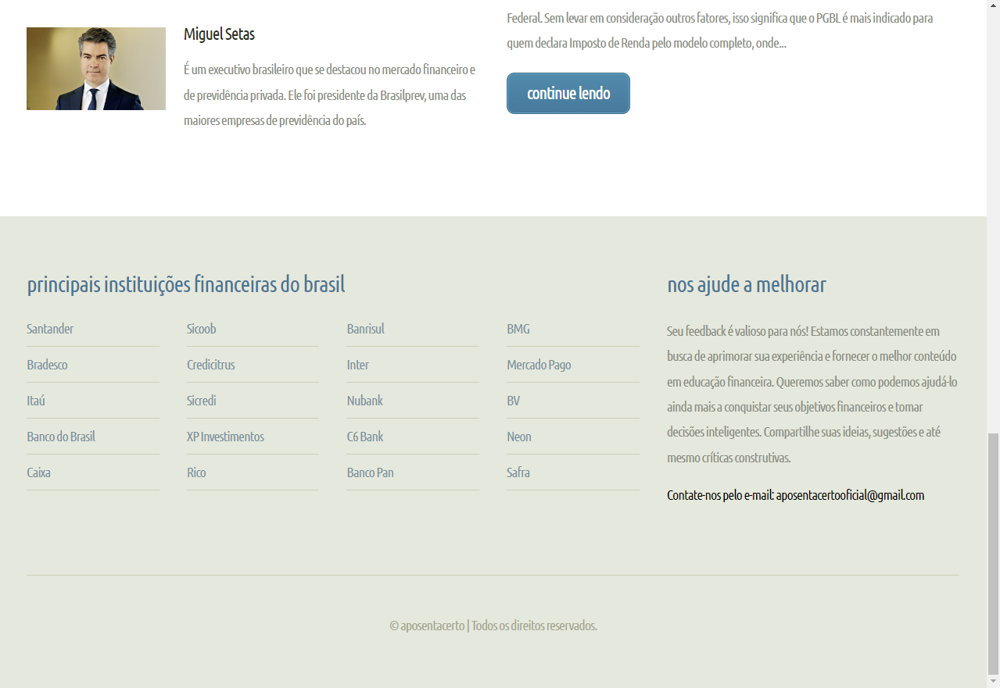 Miguel Setas
É um executivo brasileiro que se destacou no mercado financeiro e
de previdência privada. Ele foi presidente da Brasilprev, uma das
maiores empresas de previdência do país.
Federal. Sem levar em consideração outros fatores, isso significa que o PGBL é mais indicado para
quem declara Imposto de Renda pelo modelo completo, onde...
continue lendo
principais instituições financeiras do brasil
Santander
Bradesco
Itaú
Banco do Brasil
Caixa
Sicoob
Credicitrus
Sicredi
XP Investimentos
Rico
Banrisul
Inter
Nubank
C6 Bank
Banco Pan
BMG
Mercado Pago
BV
Neon
Safra
nos ajude a melhorar
Seu feedback é valioso para nós! Estamos constantemente em
busca de aprimorar sua experiência e fornecer o melhor conteúdo
em educação financeira. Queremos saber como podemos ajudá-lo
ainda mais a conquistar seus objetivos financeiros e tomar
decisões inteligentes. Compartilhe suas ideias, sugestões e até
mesmo críticas construtivas.
Contate-nos pelo e-mail: aposentacertooficial@gmail.com
© aposentacerto | Todos os direitos reservados.